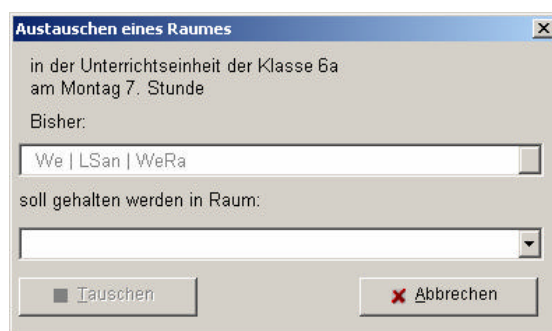 Austauschen eines Raumes
in der Unterrichtseinheit der Klasse 6a
am Montag 7. Stunde
Bisher:
We | LSan | WeRa
soll gehalten werden in Raum:
Tauschen
Abbrechen